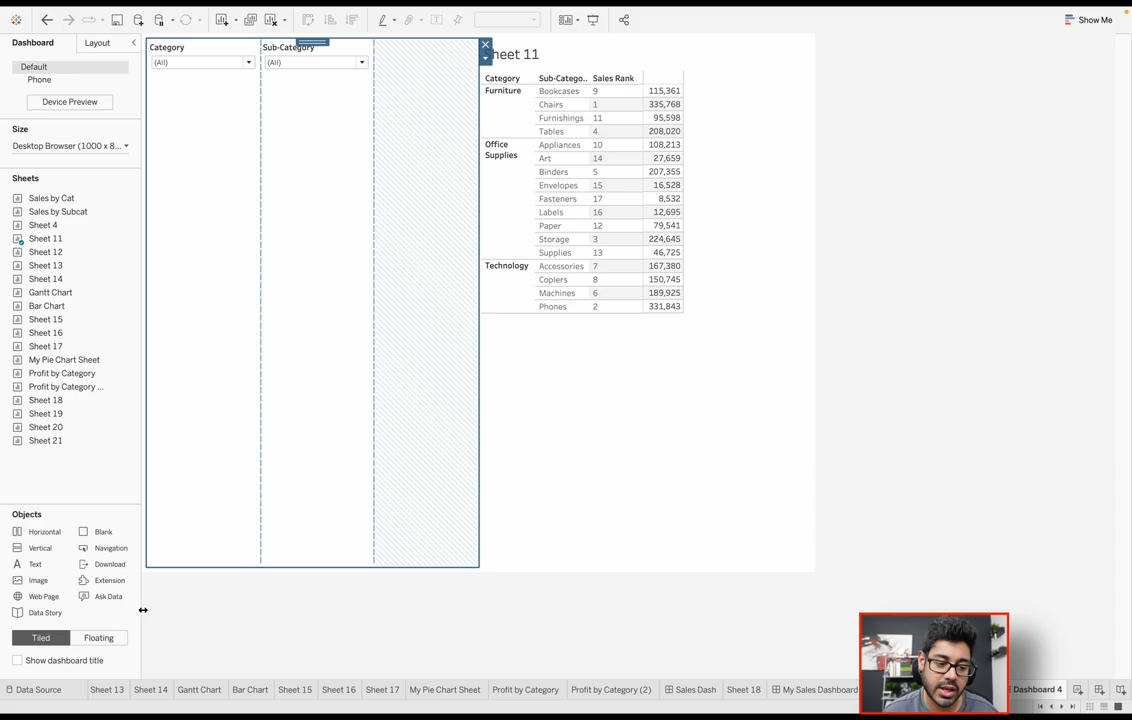 Show Me
Dashboard
Layout
Default
Phone
Device Preview
Size
Desktop Browser (1000 x 8...
Sheets
Sales by Cat
Sales by Subcat
Sheet 4
Sheet 11
Sheet 12
Sheet 13
Sheet 14
Gantt Chart
Bar Chart
Sheet 15
Sheet 16
Sheet 17
My Pie Chart Sheet
Profit by Category
Profit by Category ...
Sheet 18
Sheet 19
Sheet 20
Sheet 21
Objects
Horizontal
Blank
Vertical
Navigation
Text
Download
Image
Extension
Web Page
Ask Data
Data Story
Tiled
Floating
Show dashboard title
Category
Sub-Category
(All)
(All)
Sheet 11
Category Sub-Catego.. Sales Rank
Furniture Bookcases 9 115,361
Chairs 1 335,768
Furnishings 11 95,598
Tables 4 208,020
Office Supplies Appliances 10 108,213
Art 14 27,659
Binders 5 207,355
Envelopes 15 16,528
Fasteners 17 8,532
Labels 16 12,695
Paper 12 79,541
Storage 3 224,645
Supplies 13 46,725
Technology Accessories 7 167,380
Copiers 8 150,745
Machines 6 189,925
Phones 2 331,843
Data Source Sheet 13 Sheet 14 Gantt Chart Bar Chart Sheet 15 Sheet 16 Sheet 17 My Pie Chart Sheet Profit by Category Profit by Category (2) Sales Dash Sheet 18 My Sales Dashboard Dashboard 4